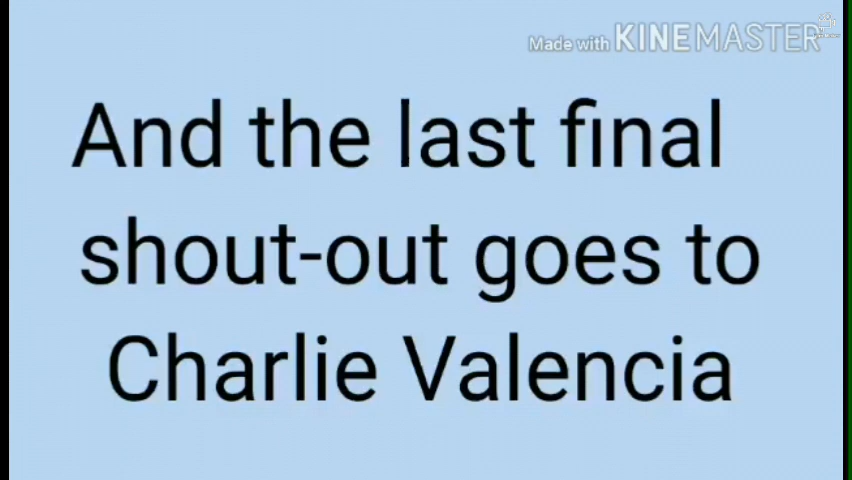 Made with KINEMASTER
And the last final
shout-out goes to
Charlie Valencia